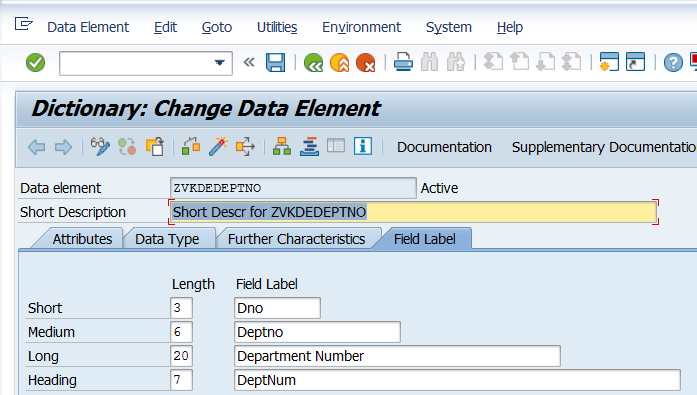 Data Element Edit Goto Utilities Environment System Help
Dictionary: Change Data Element
Documentation Supplementary Documentatio
Data element ZVKDEDEPTNO Active
Short Description Short Descr for ZVKDEDEPTNO
Attributes Data Type Further Characteristics Field Label
Length Field Label
Short 3 Dno
Medium 6 Deptno
Long 20 Department Number
Heading 7 DeptNum